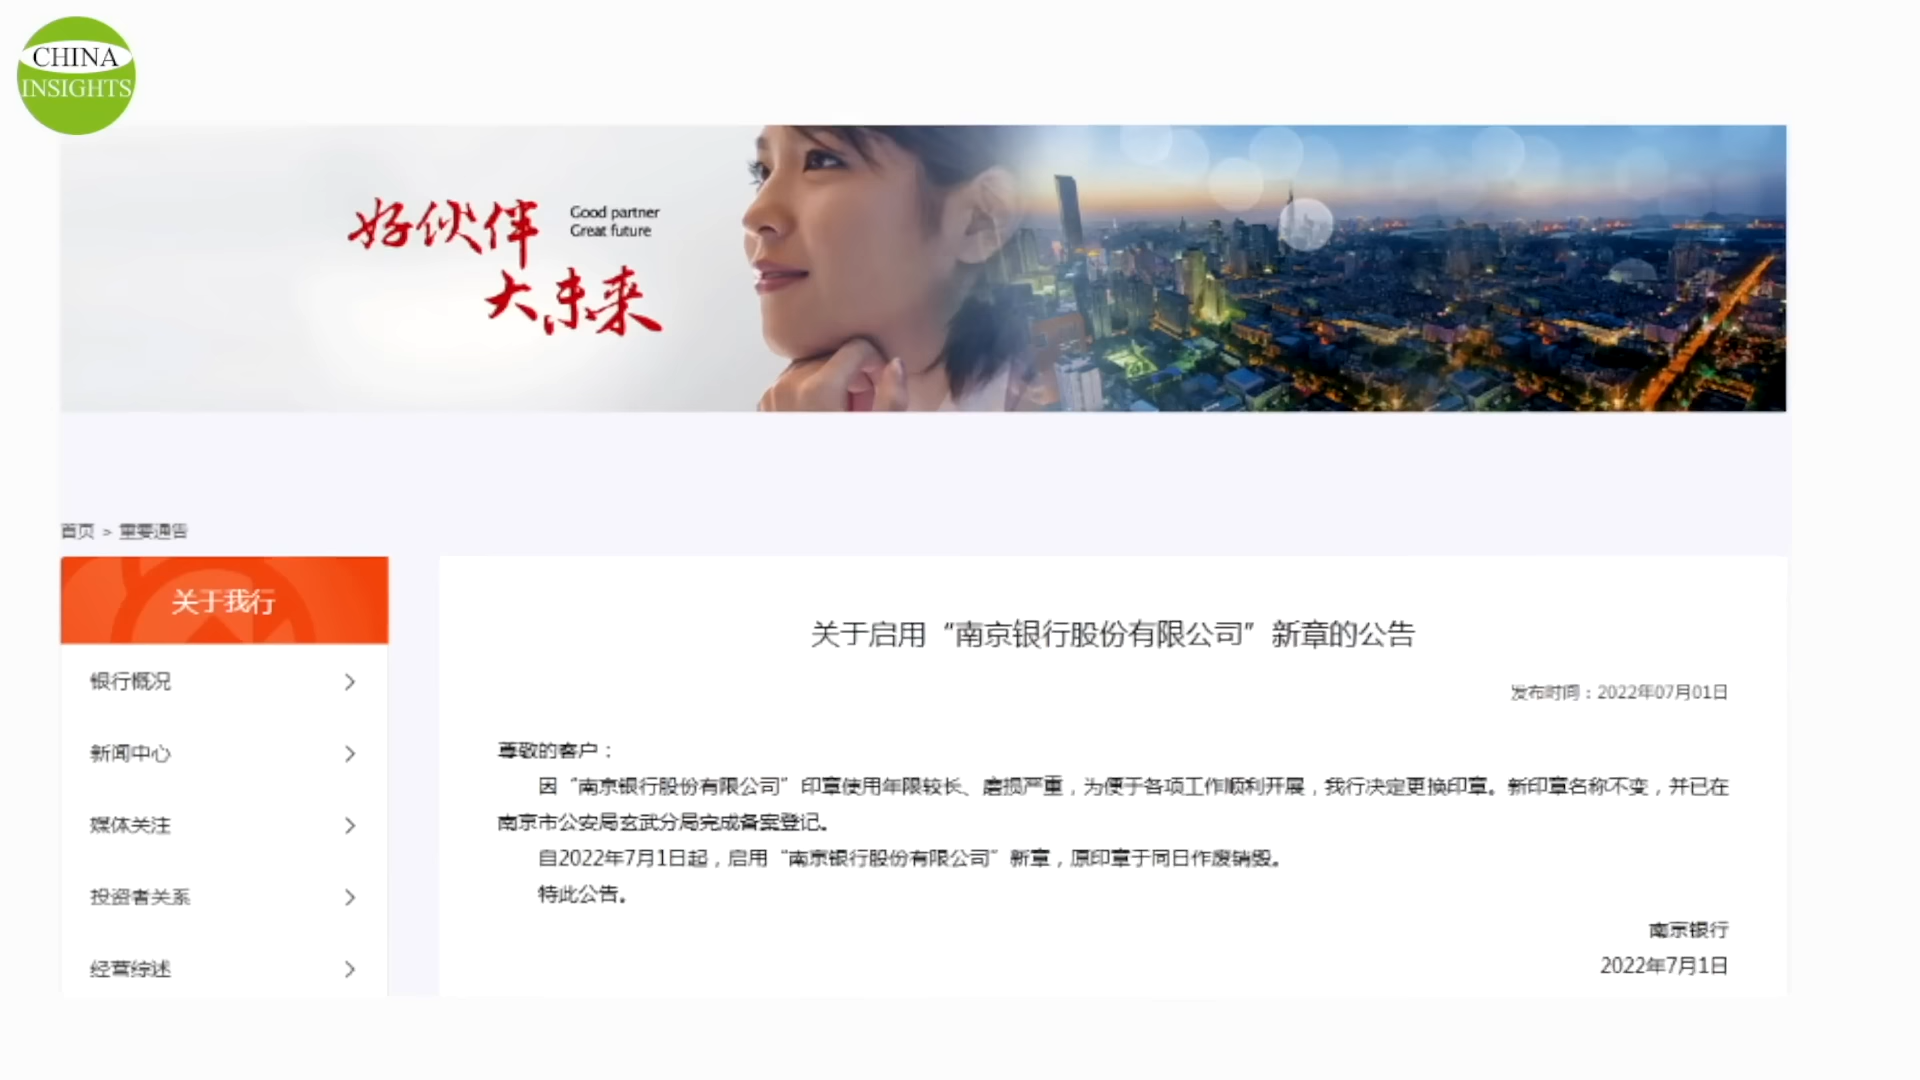 CHINA
INSIGHTS
好伙伴
Good partner
Great future
大未来
首页 > 重要通告
关于我行
银行概况
新闻中心
媒体关注
投资者关系
经营综述
关于启用“南京银行股份有限公司”新章的公告
发布时间：2022年07月01日
尊敬的客户：
因“南京银行股份有限公司”印章使用年限较长、磨损严重，为便于各项工作顺利开展，我行决定更换印章。新印章名称不变，并已在
南京市公安局玄武分局完成备案登记。
自2022年7月1日起，启用“南京银行股份有限公司”新章，原印章于同日作废销毁。
特此公告。
南京银行
2022年7月1日